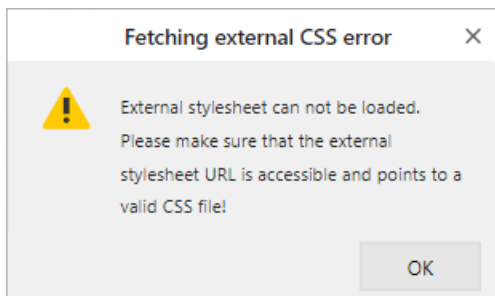 Fetching external CSS error
External stylesheet can not be loaded.
Please make sure that the external
stylesheet URL is accessible and points to a
valid CSS file!
OK